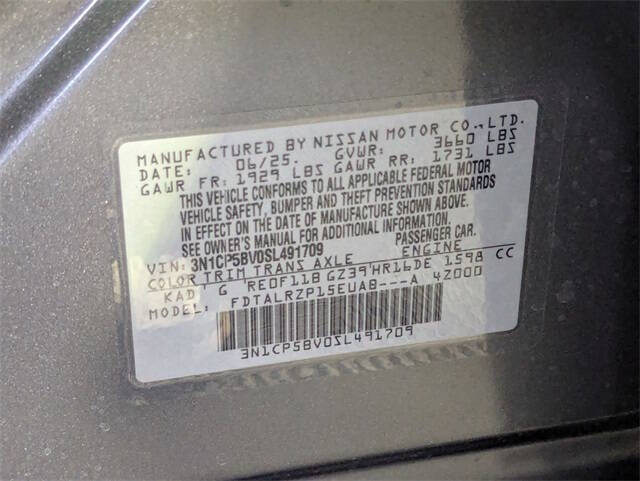 MANUFACTURED BY NISSAN MOTOR CO.,LTD.
DATE: 06/25. GVWR: 3660 LBS
GAWR FR: 1929 LBS GAWR RR: 1731 LBS
THIS VEHICLE CONFORMS TO ALL APPLICABLE FEDERAL MOTOR
VEHICLE SAFETY, BUMPER AND THEFT PREVENTION STANDARDS
IN EFFECT ON THE DATE OF MANUFACTURE SHOWN ABOVE.
SEE OWNER'S MANUAL FOR ADDITIONAL INFORMATION.
VIN: 3N1CP5BV0SL491709 PASSENGER CAR.
COLOR TRIM TRANS AXLE ENGINE
KAD G RE0F11B GZ39 HR16DE 1598 CC
MODEL: FDTALRZP15EUAB---A 4Z000
3N1CP5BV0SL491709